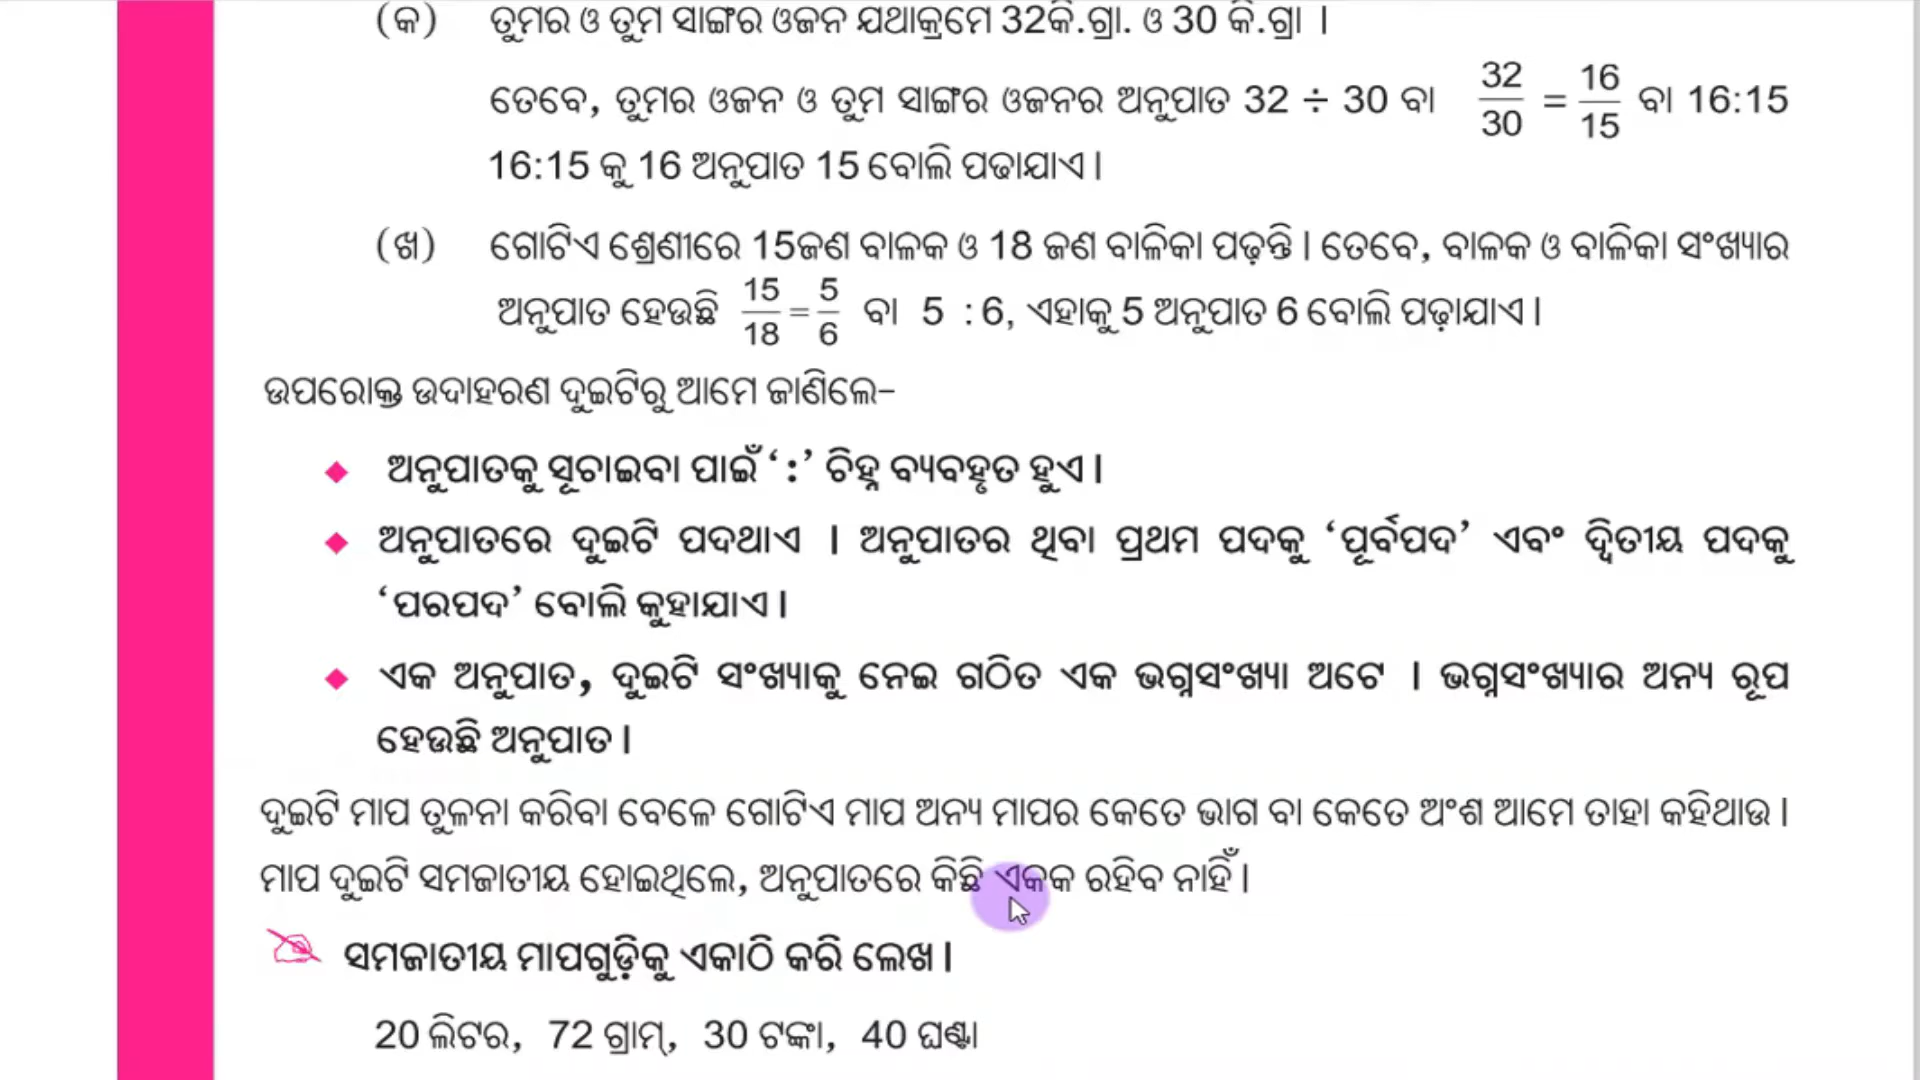 (କ) ତୁମର ଓ ତୁମ ସାଙ୍ଗର ଓଜନ ଯଥାକ୍ରମେ 32କି.ଗ୍ରା. ଓ 30 କି.ଗ୍ରା ।
ତେବେ, ତୁମର ଓଜନ ଓ ତୁମ ସାଙ୍ଗର ଓଜନର ଅନୁପାତ 32 ÷ 30 ବା 32/30 = 16/15 ବା 16:15
16:15 କୁ 16 ଅନୁପାତ 15 ବୋଲି ପଢାଯାଏ।
(ଖ) ଗୋଟିଏ ଶ୍ରେଣୀରେ 15ଜଣ ବାଳକ ଓ 18 ଜଣ ବାଳିକା ପଢ଼ନ୍ତି। ତେବେ, ବାଳକ ଓ ବାଳିକା ସଂଖ୍ୟାର
ଅନୁପାତ ହେଉଛି 15/18 = 5/6 ବା 5 : 6, ଏହାକୁ 5 ଅନୁପାତ 6 ବୋଲି ପଢ଼ାଯାଏ।
ଉପରୋକ୍ତ ଉଦାହରଣ ଦୁଇଟିରୁ ଆମେ ଜାଣିଲେ–
◆ ଅନୁପାତକୁ ସୂଚାଇବା ପାଇଁ ‘:’ ଚିହ୍ନ ବ୍ୟବହୃତ ହୁଏ।
◆ ଅନୁପାତରେ ଦୁଇଟି ପଦଥାଏ । ଅନୁପାତର ଥିବା ପ୍ରଥମ ପଦକୁ ‘ପୂର୍ବପଦ’ ଏବଂ ଦ୍ୱିତୀୟ ପଦକୁ
‘ପରପଦ’ ବୋଲି କୁହାଯାଏ।
◆ ଏକ ଅନୁପାତ, ଦୁଇଟି ସଂଖ୍ୟାକୁ ନେଇ ଗଠିତ ଏକ ଭଗ୍ନସଂଖ୍ୟା ଅଟେ । ଭଗ୍ନସଂଖ୍ୟାର ଅନ୍ୟ ରୂପ
ହେଉଛି ଅନୁପାତ।
ଦୁଇଟି ମାପ ତୁଳନା କରିବା ବେଳେ ଗୋଟିଏ ମାପ ଅନ୍ୟ ମାପର କେତେ ଭାଗ ବା କେତେ ଅଂଶ ଆମେ ତାହା କହିଥାଉ।
ମାପ ଦୁଇଟି ସମଜାତୀୟ ହୋଇଥିଲେ, ଅନୁପାତରେ କିଛି ଏକକ ରହିବ ନାହିଁ।
ସମଜାତୀୟ ମାପଗୁଡ଼ିକୁ ଏକାଠି କରି ଲେଖ।
20 ଲିଟର, 72 ଗ୍ରାମ୍, 30 ଟଙ୍କା, 40 ଘଣ୍ଟା